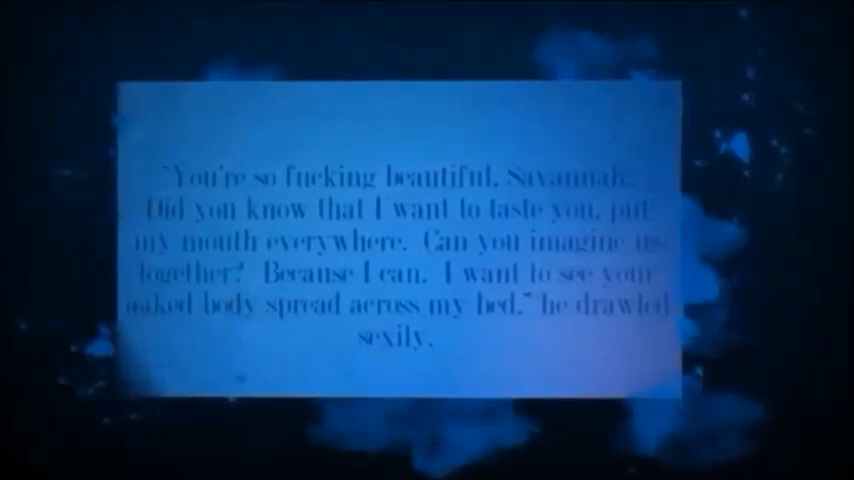 "You're so fucking beautiful, Savannah.
Did you know that I want to taste you, put
my mouth everywhere. Can you imagine us
together? Because I can. I want to see your
naked body spread across my bed," he drawled
sexily.